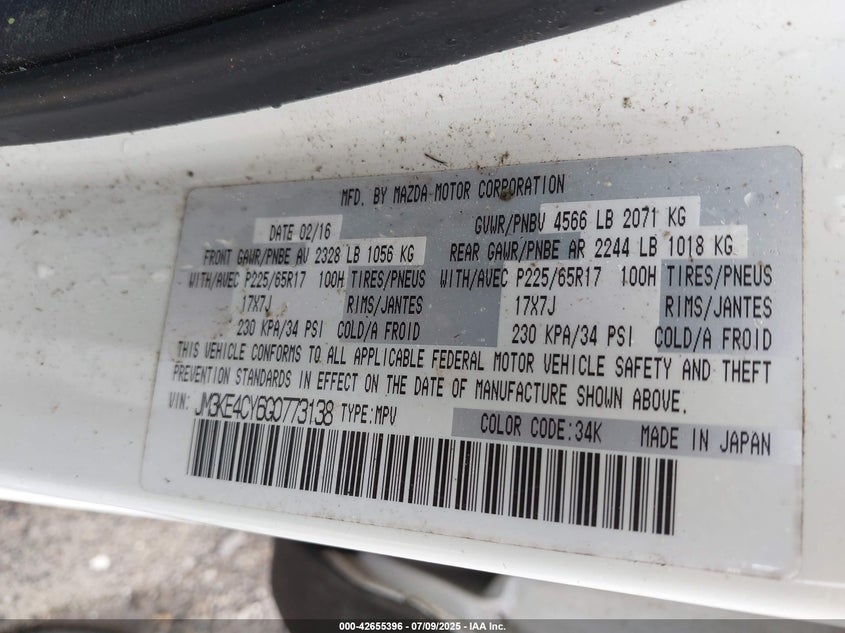 MFD. BY MAZDA MOTOR CORPORATION
DATE 02/16 GVWR/PNBV 4566 LB 2071 KG
FRONT GAWR/PNBE AV 2328 LB 1056 KG REAR GAWR/PNBE AR 2244 LB 1018 KG
WITH/AVEC P225/65R17 100H TIRES/PNEUS WITH/AVEC P225/65R17 100H TIRES/PNEUS
17X7J RIMS/JANTES 17X7J RIMS/JANTES
230 KPA/34 PSI COLD/A FROID 230 KPA/34 PSI COLD/A FROID
THIS VEHICLE CONFORMS TO ALL APPLICABLE FEDERAL MOTOR VEHICLE SAFETY AND THEFT
PREVENTION STANDARDS IN EFFECT ON THE DATE OF MANUFACTURE SHOWN ABOVE.
VIN: JM3KE4CY6G0773138 TYPE:MPV COLOR CODE:34K MADE IN JAPAN
000-42655396 - 07/09/2025 - IAA Inc.